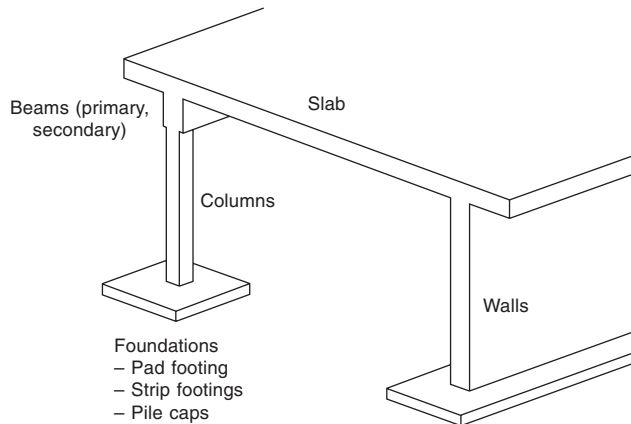 Slab
Beams (primary,
secondary)
Columns
Walls
Foundations
– Pad footing
– Strip footings
– Pile caps